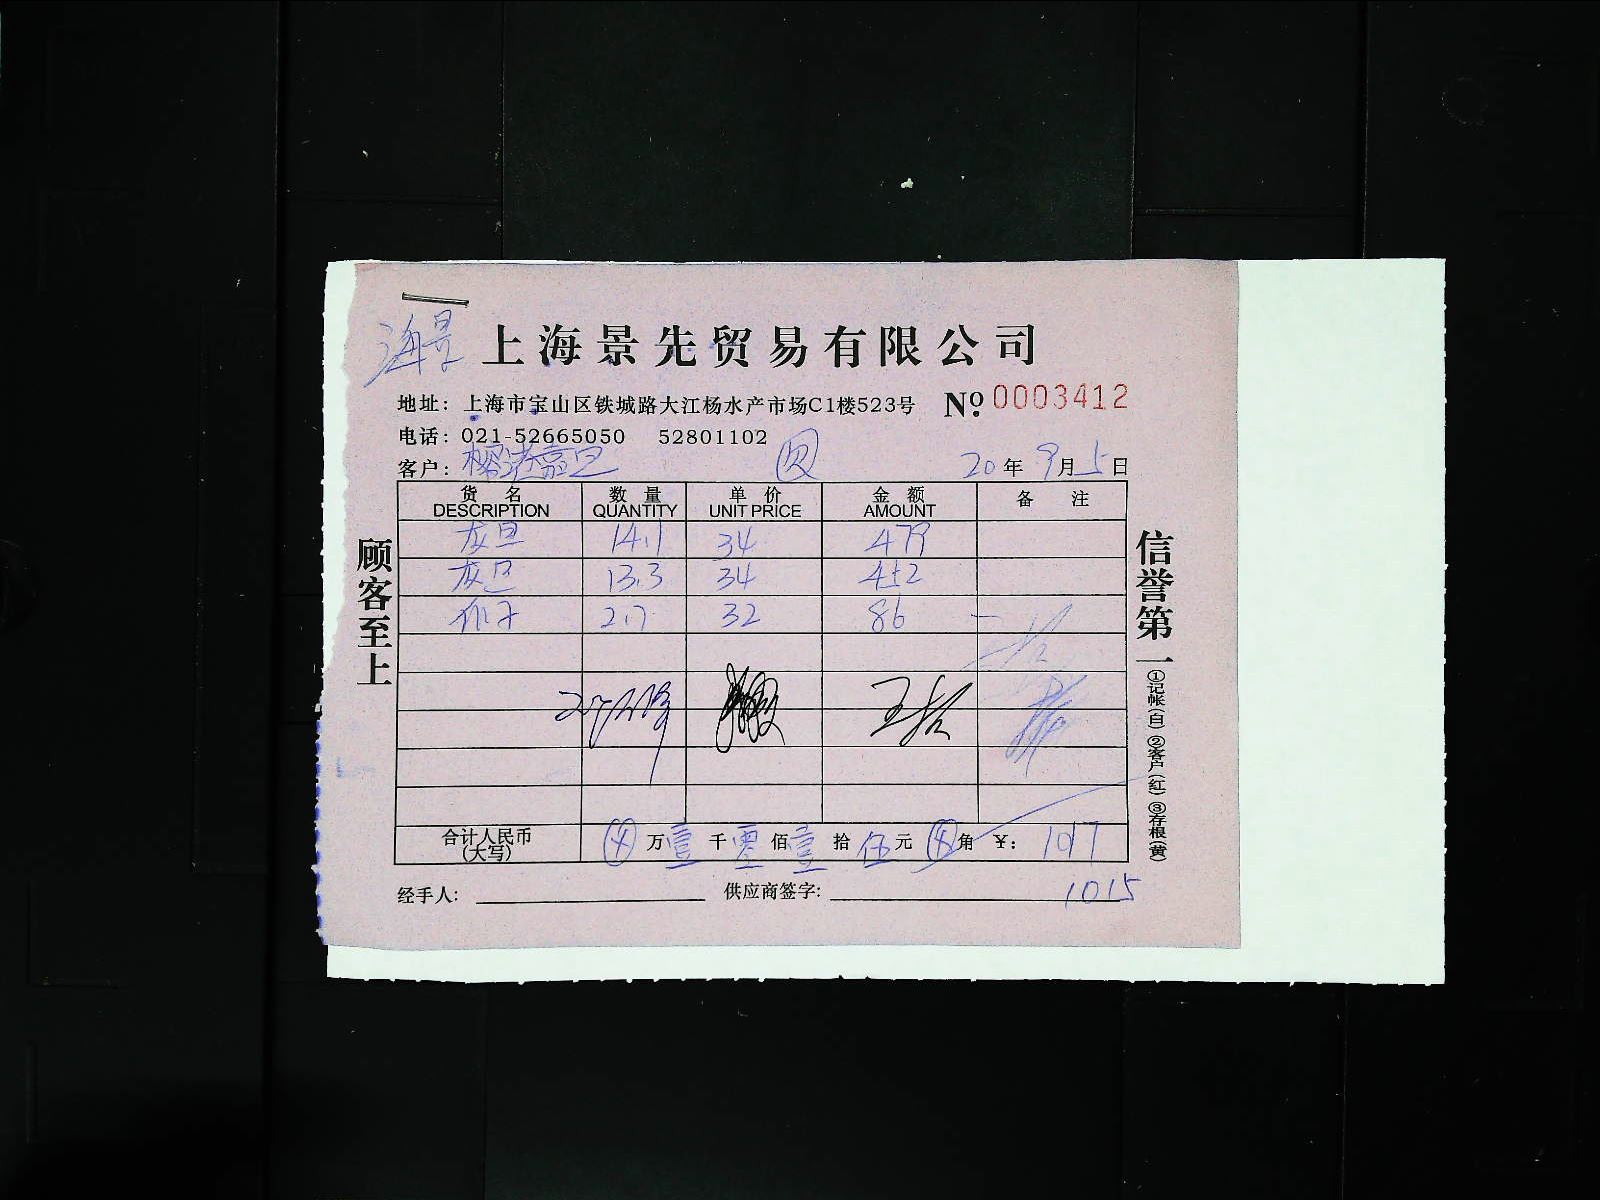 海景 上海景先贸易有限公司
地址：上海市宝山区铁城路大江杨水产市场C1楼523号 No. 0003412
电话：021-52665050 52801102
客户： 20年9月5日
货名 数量 单价 金额 备注
DESCRIPTION QUANTITY UNIT PRICE AMOUNT
14.1 34 479
13.3 34 452
2.7 32 86
顾客至上
信誉第一
①记帐(自)②客户(红)③存根(黄)
合计人民币 万壹千零佰壹拾伍元 角 ¥：1017
(大写)
经手人： 供应商签字： 1015